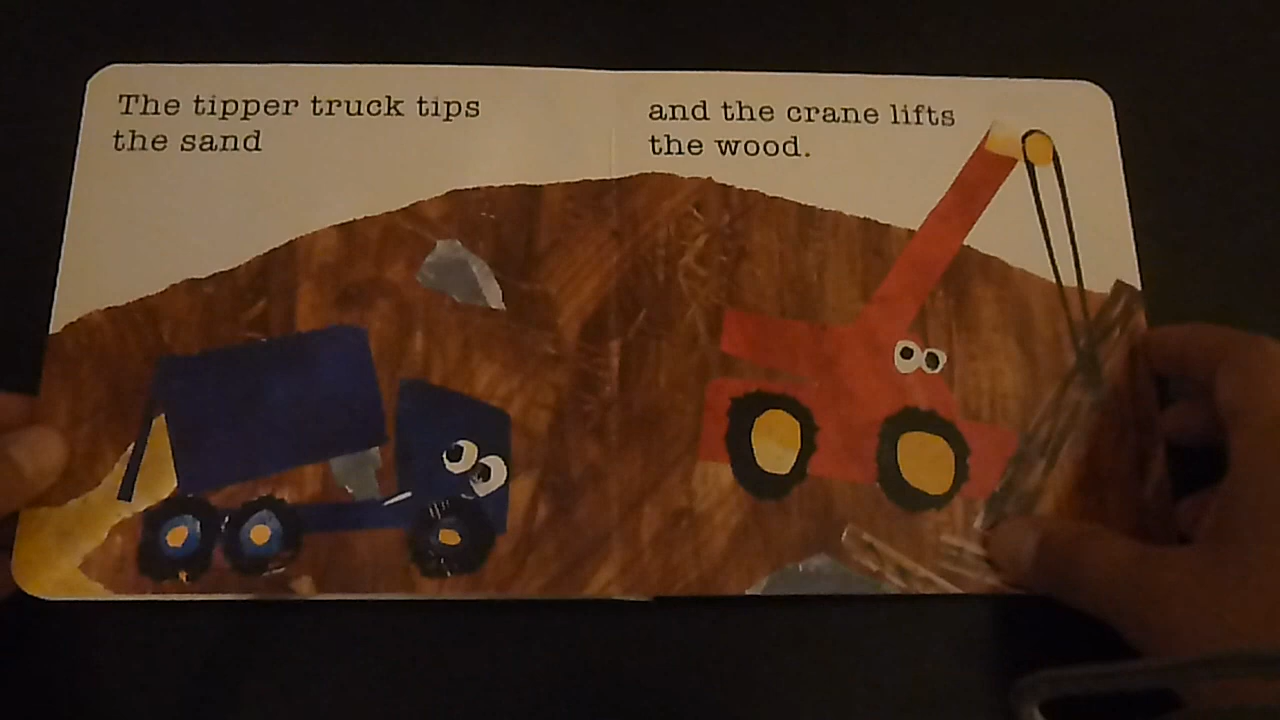 The tipper truck tips
the sand
and the crane lifts
the wood.